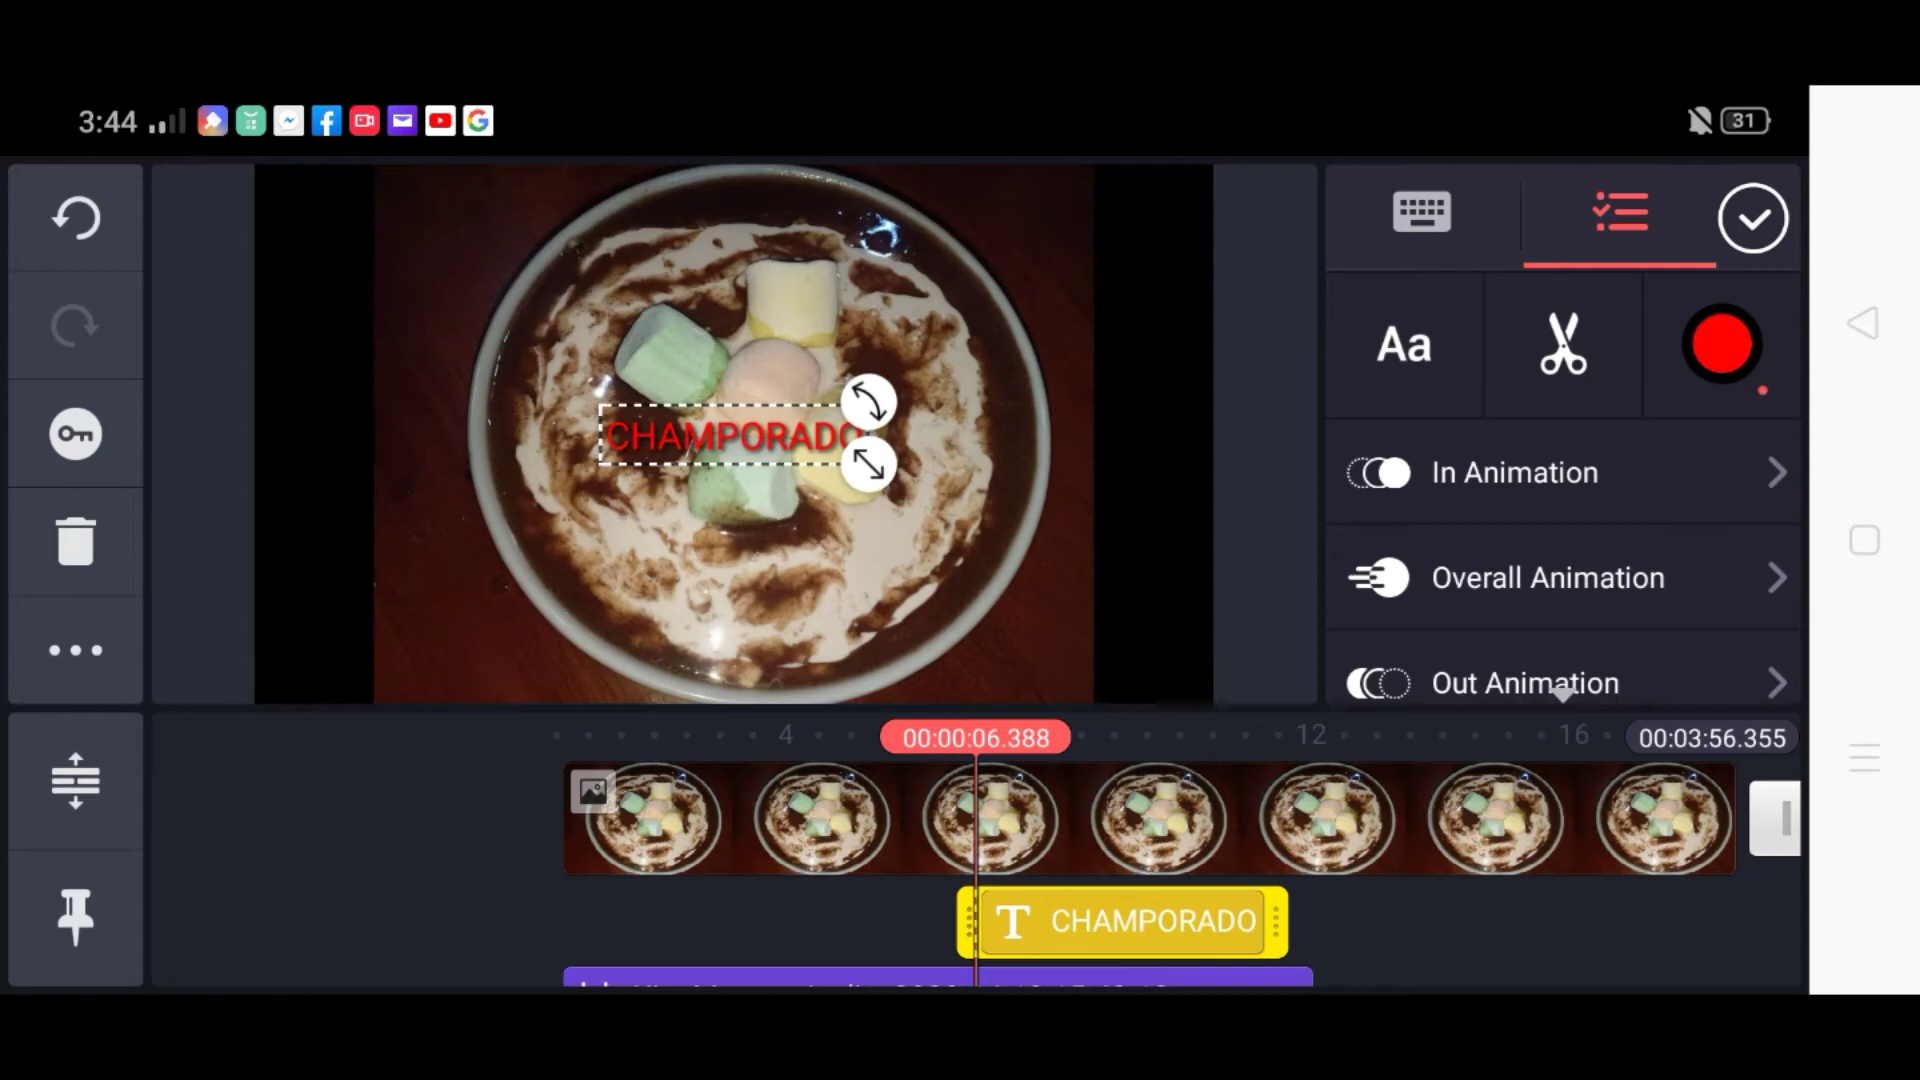 3:44
31
CHAMPORADO
Aa
In Animation
Overall Animation
Out Animation
4
00:00:06.388
12
16
00:03:56.355
T CHAMPORADO